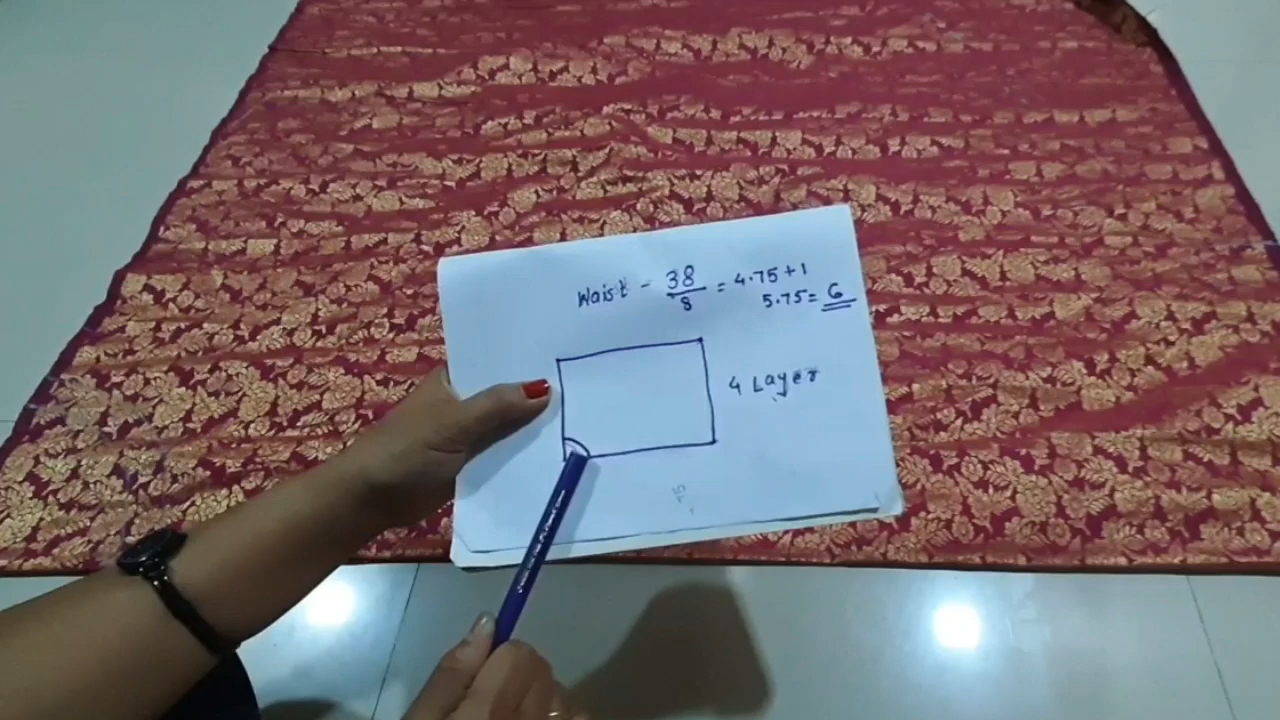 Waist - 38/8 = 4.75+1
5.75 = 6
4 Layer